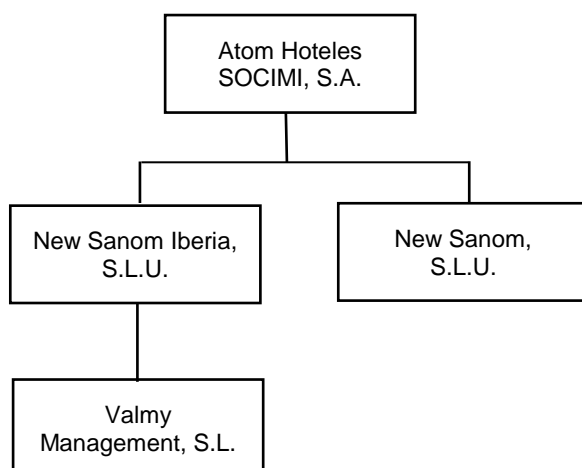 Atom Hoteles
SOCIMI, S.A.
New Sanom Iberia,
S.L.U.
New Sanom,
S.L.U.
Valmy
Management, S.L.